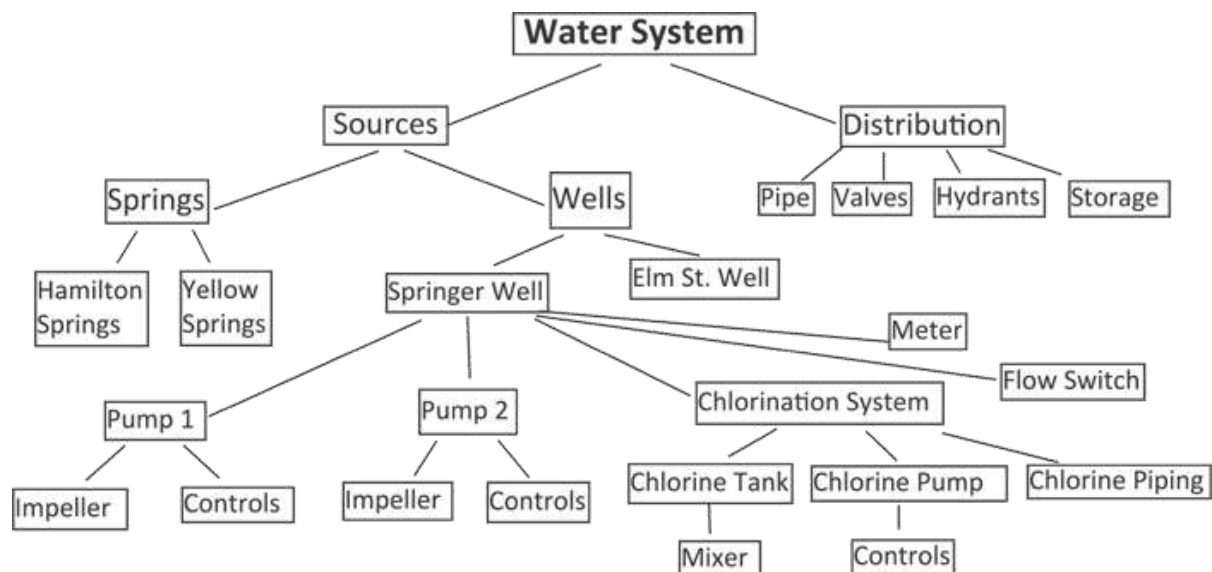 Water System
Sources
Distribution
Springs
Wells
Pipe
Valves
Hydrants
Storage
Hamilton
Springs
Yellow
Springs
Springer Well
Elm St. Well
Meter
Flow Switch
Pump 1
Pump 2
Chlorination System
Impeller
Controls
Impeller
Controls
Chlorine Tank
Chlorine Pump
Chlorine Piping
Mixer
Controls